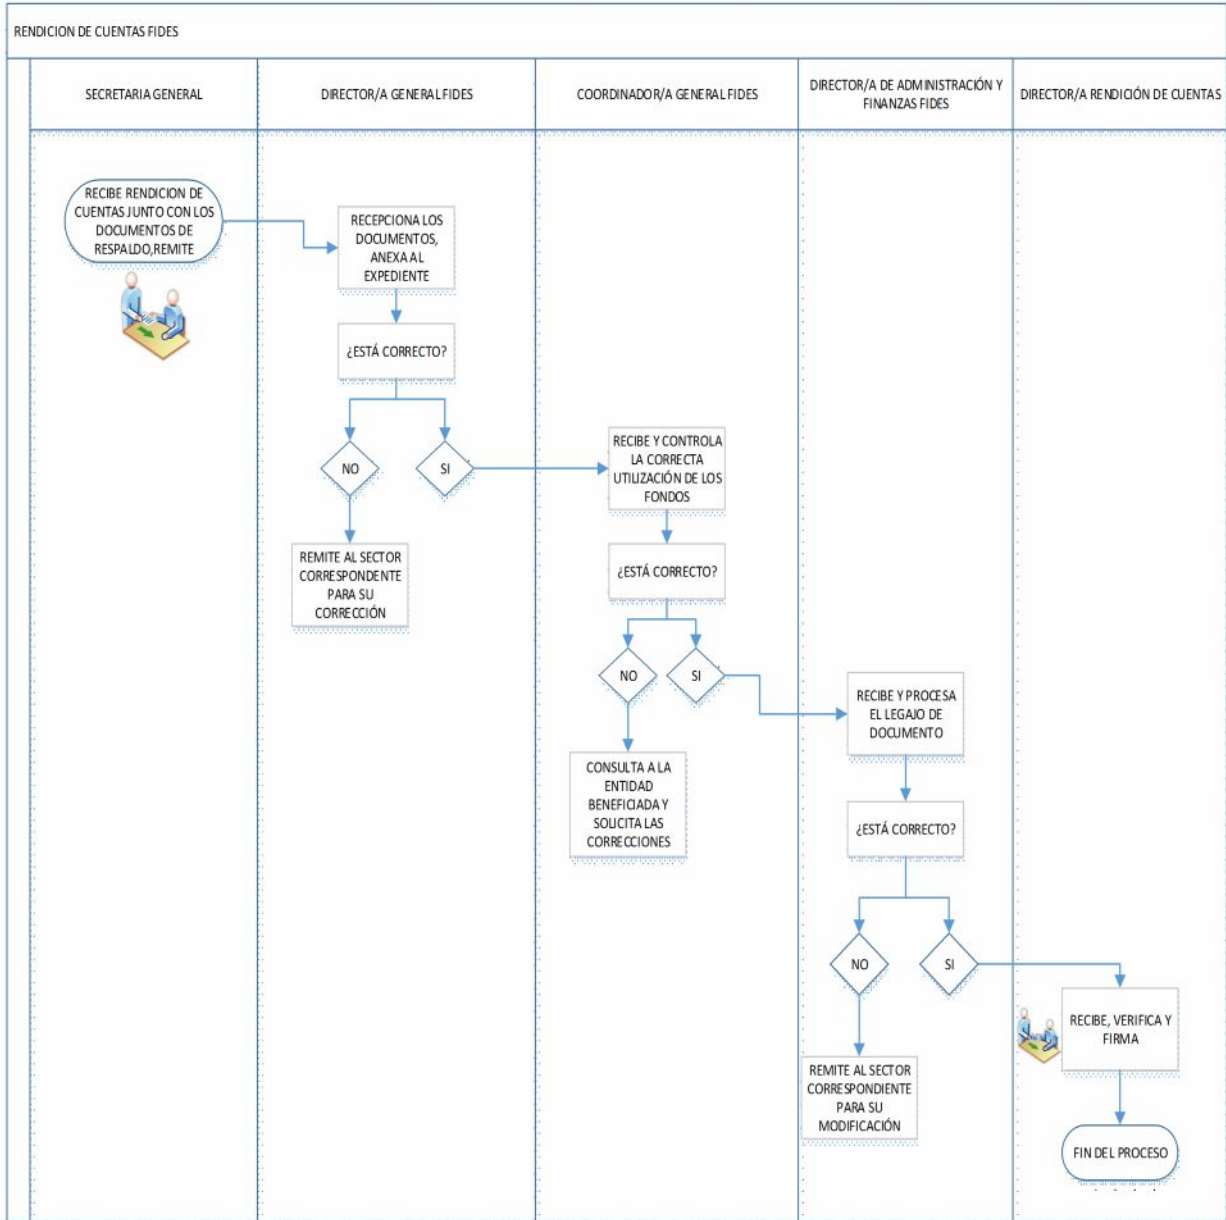 RENDICION DE CUENTAS FIDES
SECRETARIA GENERAL
DIRECTOR/A GENERAL FIDES
COORDINADOR/A GENERAL FIDES
DIRECTOR/A DE ADMINISTRACIÓN Y
FINANZAS FIDES
DIRECTOR/A RENDICIÓN DE CUENTAS
RECIBE RENDICION DE
CUENTAS JUNTO CON LOS
DOCUMENTOS DE
RESPALDO,REMITE
RECEPCIONA LOS
DOCUMENTOS,
ANEXA AL
EXPEDIENTE
¿ESTÁ CORRECTO?
NO
SI
REMITE AL SECTOR
CORRESPONDENTE
PARA SU
CORRECCIÓN
RECIBE Y CONTROLA
LA CORRECTA
UTILIZACIÓN DE LOS
FONDOS
¿ESTÁ CORRECTO?
NO
SI
CONSULTA A LA
ENTIDAD
BENEFICIADA Y
SOLICITA LAS
CORRECCIONES
RECIBE Y PROCESA
EL LEGAJO DE
DOCUMENTO
¿ESTÁ CORRECTO?
NO
SI
REMITE AL SECTOR
CORRESPONDIENTE
PARA SU
MODIFICACIÓN
RECIBE, VERIFICA Y
FIRMA
FIN DEL PROCESO